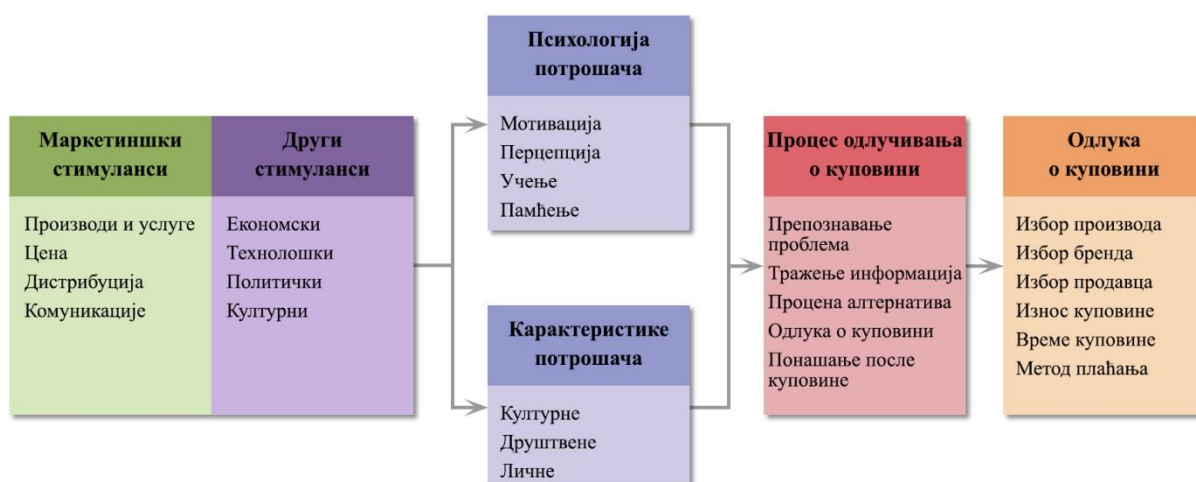 Маркетиншки
стимуланси
Производи и услуге
Цена
Дистрибуција
Комуникације
Други
стимуланси
Економски
Технолошки
Политички
Културни
Психологија
потрошача
Мотивација
Перцепција
Учење
Памћење
Карактеристике
потрошача
Културне
Друштвене
Личне
Процес одлучивања
о куповини
Препознавање
проблема
Тражење информација
Процена алтернатива
Одлука о куповини
Понашање после
куповине
Одлука
о куповини
Избор производа
Избор бренда
Избор продавца
Износ куповине
Време куповине
Метод плаћања